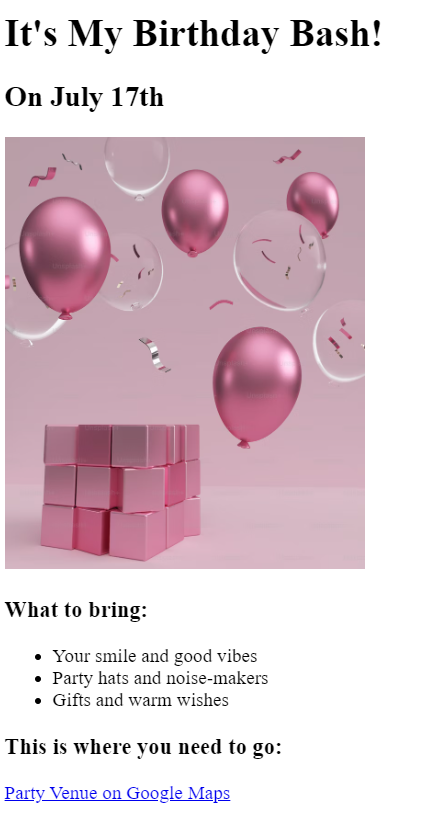 It's My Birthday Bash!
On July 17th
What to bring:
Your smile and good vibes
Party hats and noise-makers
Gifts and warm wishes
This is where you need to go:
Party Venue on Google Maps